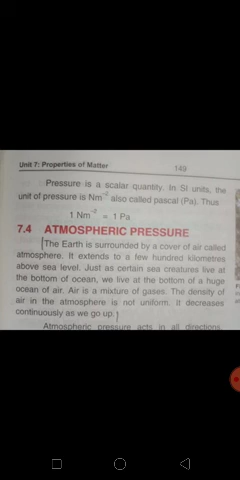 Unit 7: Properties of Matter 149
Pressure is a scalar quantity. In SI units, the
unit of pressure is Nm⁻² also called pascal (Pa). Thus
1 Nm⁻² = 1 Pa
7.4 ATMOSPHERIC PRESSURE
The Earth is surrounded by a cover of air called
atmosphere. It extends to a few hundred kilometres
above sea level. Just as certain sea creatures live at
the bottom of ocean, we live at the bottom of a huge
ocean of air. Air is a mixture of gases. The density of
air in the atmosphere is not uniform. It decreases
continuously as we go up.
Atmospheric pressure acts in all directions.